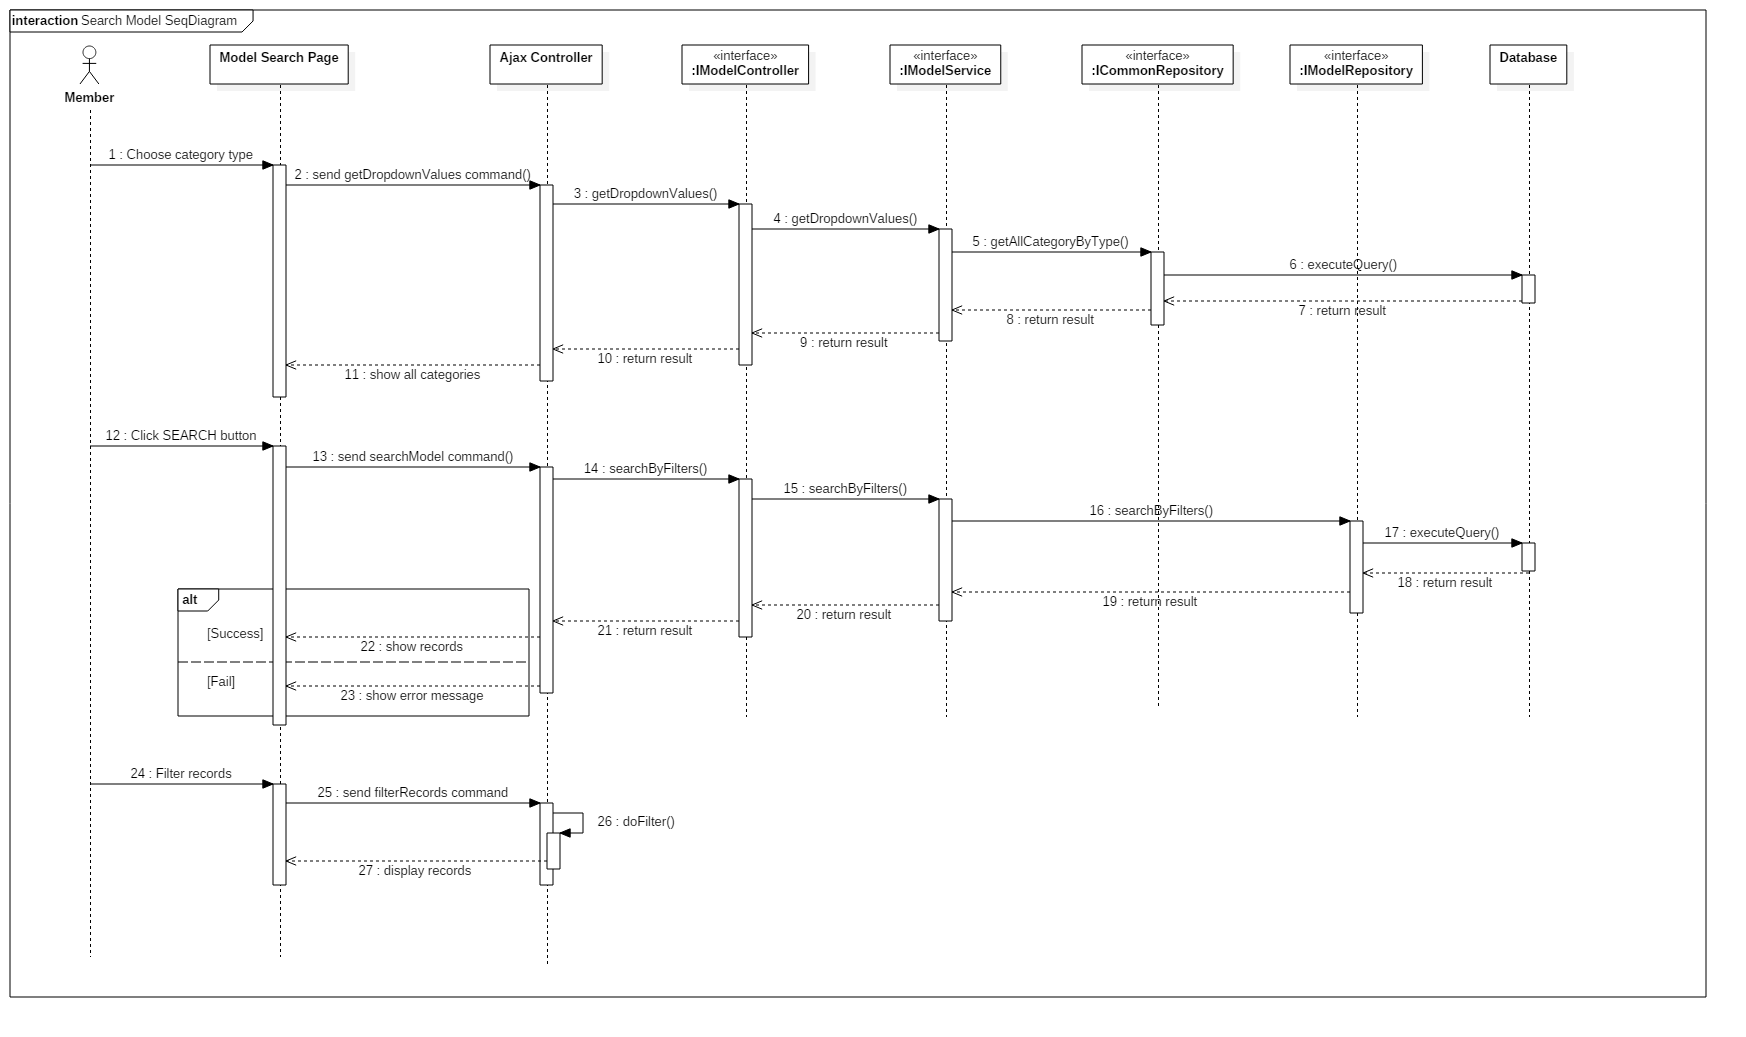 interaction Search Model SeqDiagram
Member
Model Search Page
Ajax Controller
«interface»
:IModelController
«interface»
:IModelService
«interface»
:ICommonRepository
«interface»
:IModelRepository
Database
1 : Choose category type
2 : send getDropdownValues command()
3 : getDropdownValues()
4 : getDropdownValues()
5 : getAllCategoryByType()
6 : executeQuery()
7 : return result
8 : return result
9 : return result
10 : return result
11 : show all categories
12 : Click SEARCH button
13 : send searchModel command()
14 : searchByFilters()
15 : searchByFilters()
16 : searchByFilters()
17 : executeQuery()
18 : return result
19 : return result
20 : return result
21 : return result
alt
[Success]
22 : show records
[Fail]
23 : show error message
24 : Filter records
25 : send filterRecords command
26 : doFilter()
27 : display records